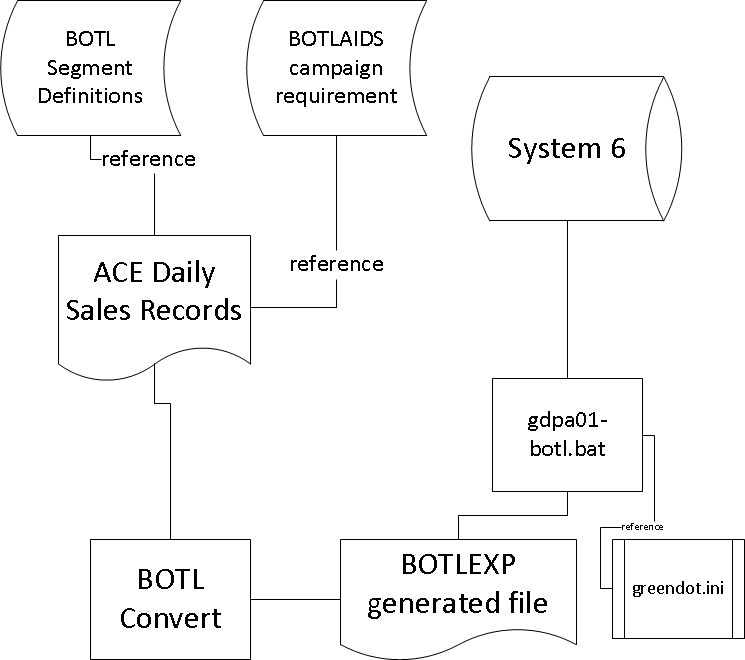 BOTL
Segment
Definitions
BOTLAIDS
campaign
requirement
reference
System 6
reference
ACE Daily
Sales Records
gdpa01-
botl.bat
reference
BOTL
Convert
BOTLEXP
generated file
greendot.ini